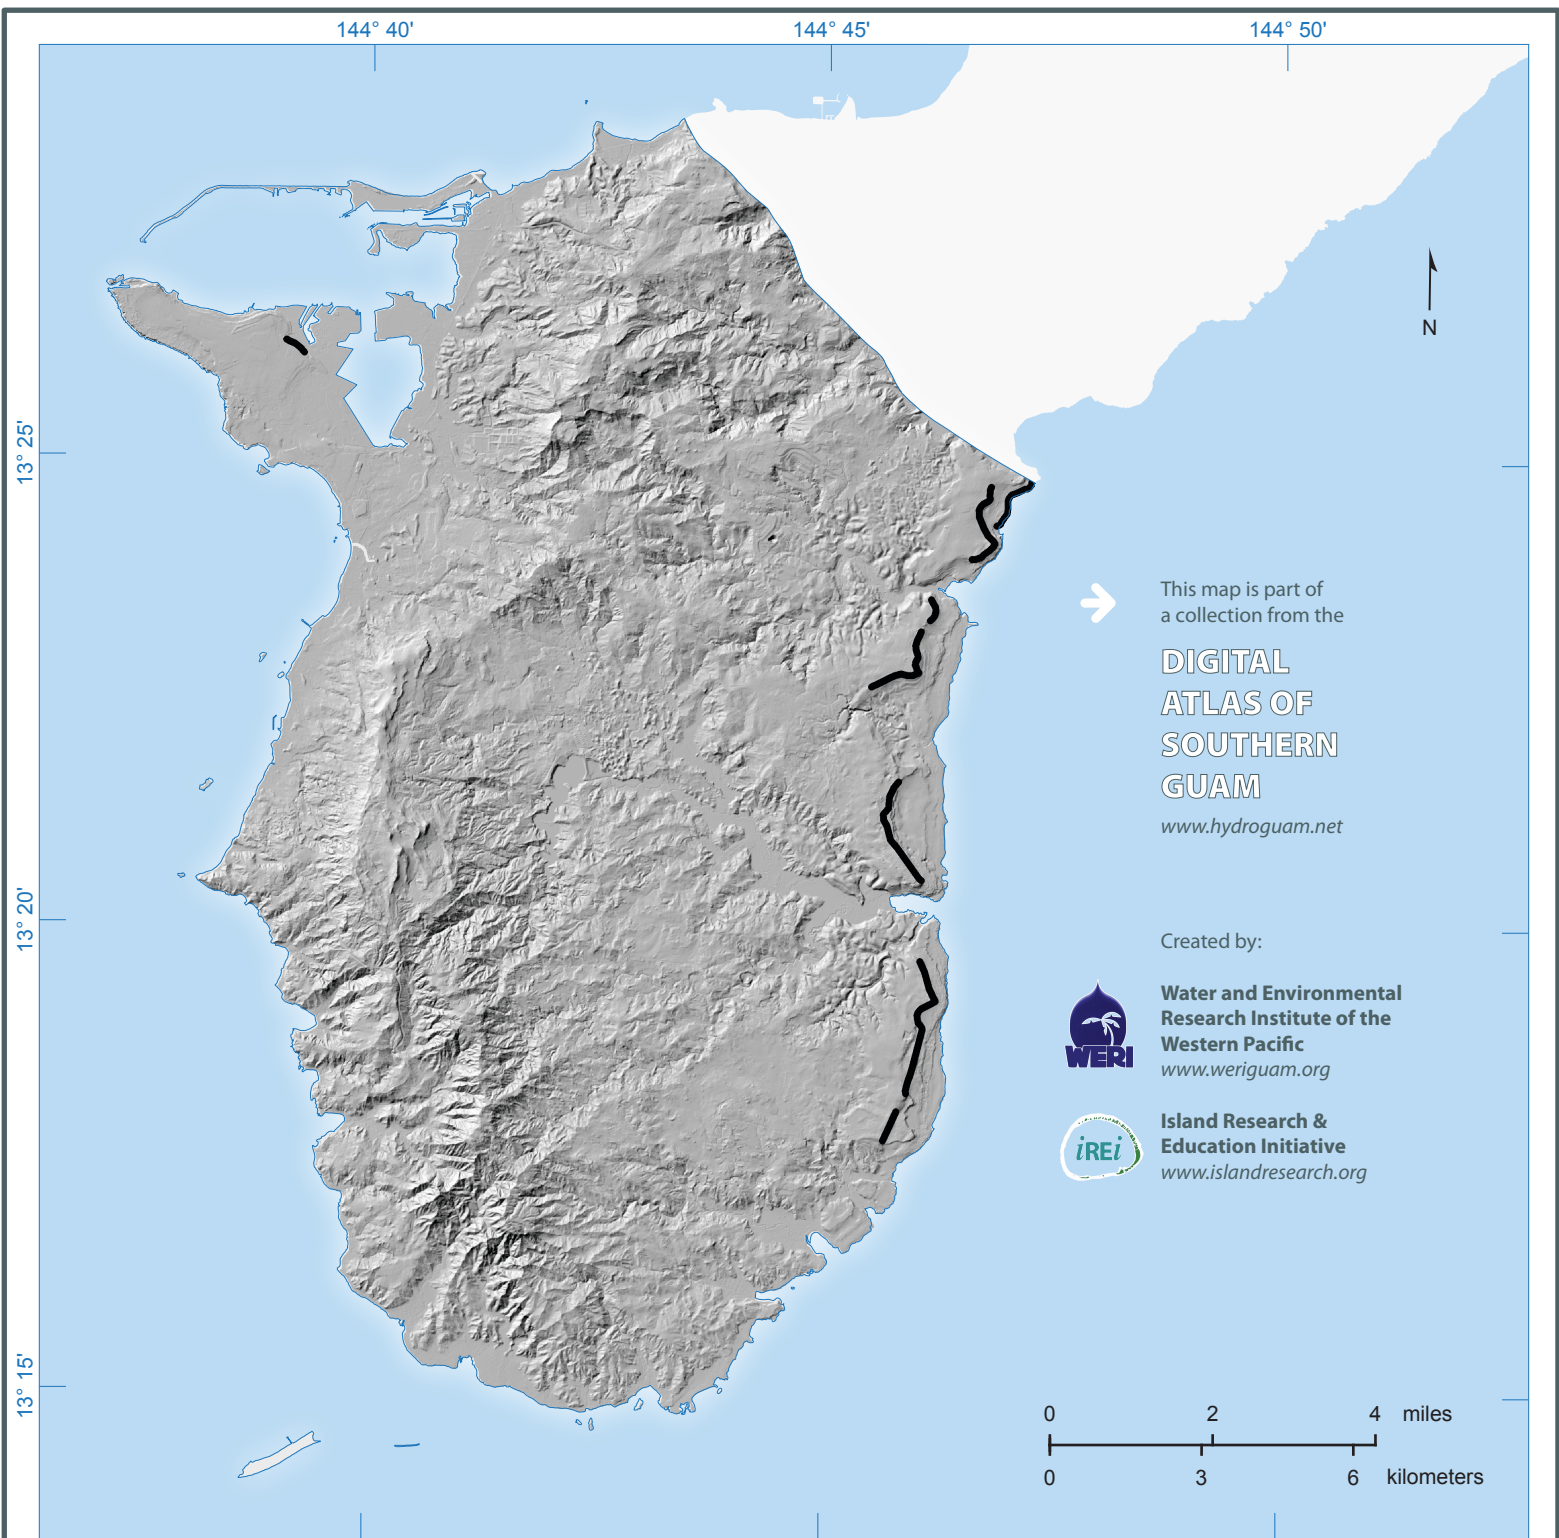 144° 40'
144° 45'
144° 50'
13° 25'
N
This map is part of
a collection from the
DIGITAL
ATLAS OF
SOUTHERN
GUAM
www.hydroguam.net
13° 20'
Created by:
Water and Environmental
Research Institute of the
Western Pacific
www.weriguam.org
WERI
Island Research &
Education Initiative
www.islandresearch.org
iREi
13° 15'
0 2 4 miles
0 3 6 kilometers